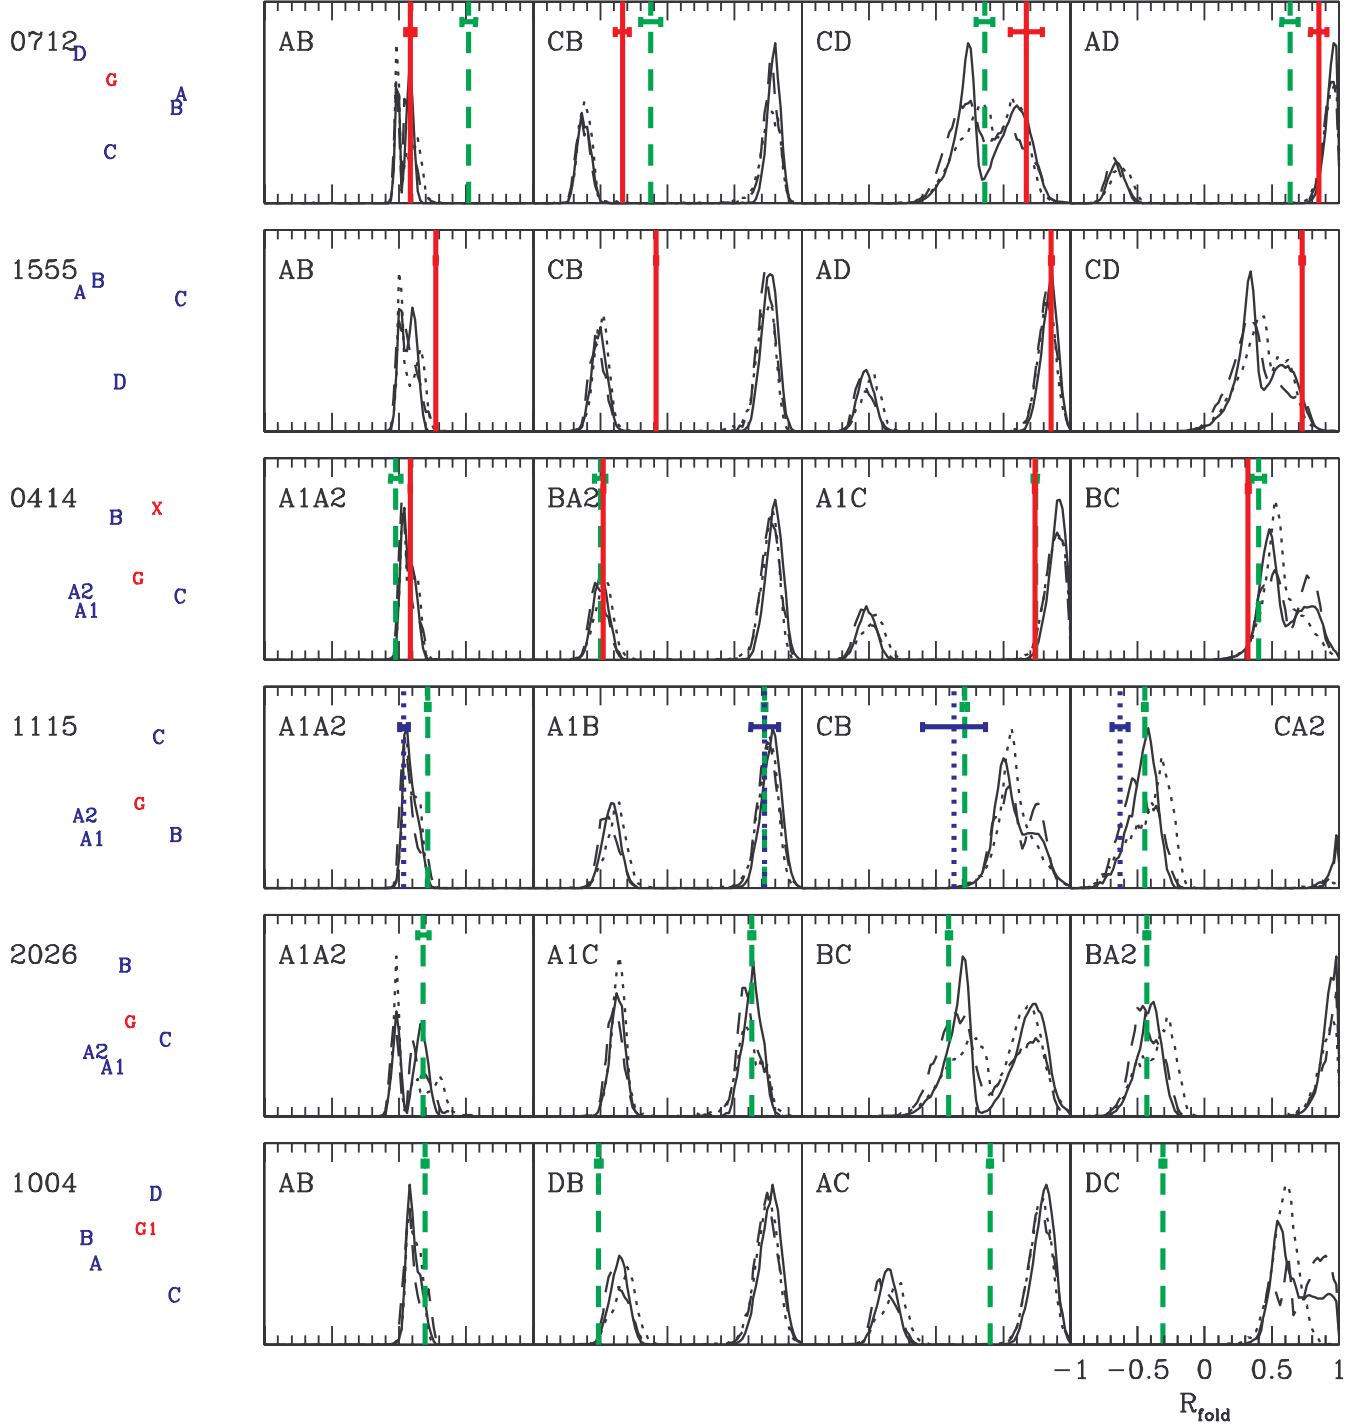 0712 D G A B C AB CB CD AD
1555 A B C D AB CB AD CD
0414 B X A2 G A1 C A1A2 BA2 A1C BC
1115 C G A2 A1 B A1A2 A1B CB CA2
2026 B G A2 C A1 A1A2 A1C BC BA2
1004 D G1 B A C AB DB AC DC
-1 -0.5 0 0.5 1
Rfold